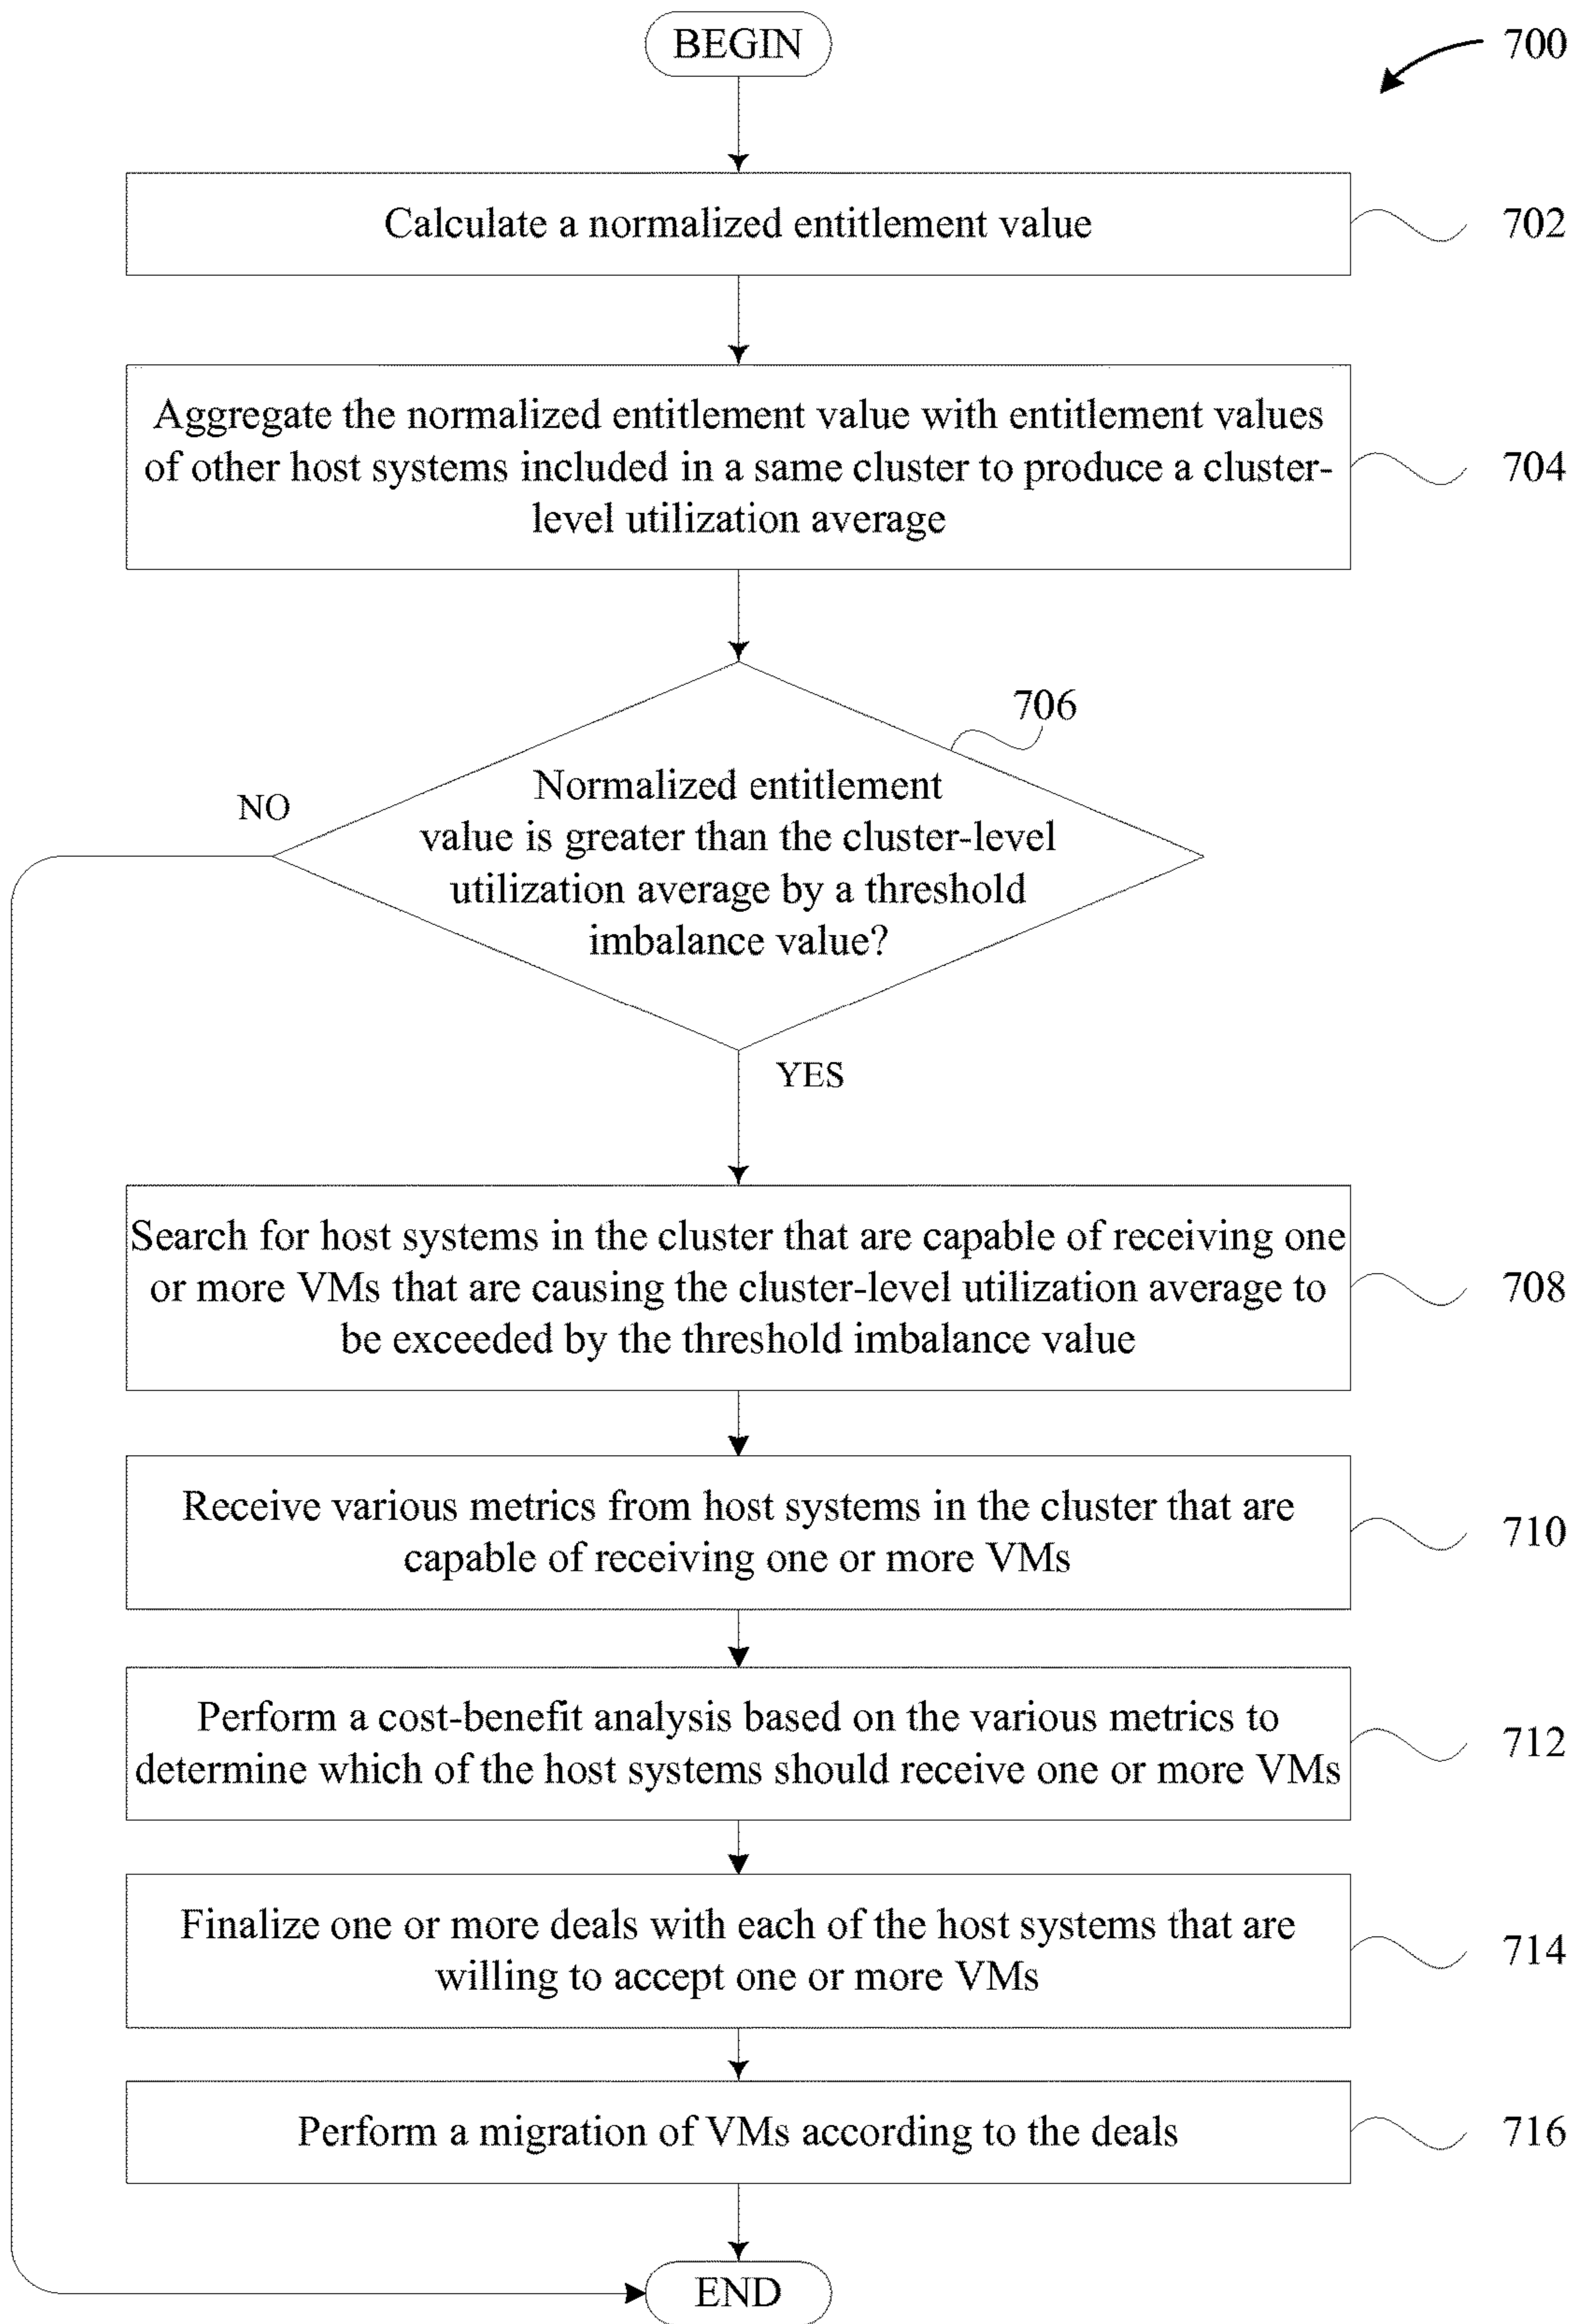 BEGIN
700
Calculate a normalized entitlement value
702
Aggregate the normalized entitlement value with entitlement values
of other host systems included in a same cluster to produce a cluster-
level utilization average
704
706
Normalized entitlement
value is greater than the cluster-level
utilization average by a threshold
imbalance value?
NO
YES
Search for host systems in the cluster that are capable of receiving one
or more VMs that are causing the cluster-level utilization average to
be exceeded by the threshold imbalance value
708
Receive various metrics from host systems in the cluster that are
capable of receiving one or more VMs
710
Perform a cost-benefit analysis based on the various metrics to
determine which of the host systems should receive one or more VMs
712
Finalize one or more deals with each of the host systems that are
willing to accept one or more VMs
714
Perform a migration of VMs according to the deals
716
END